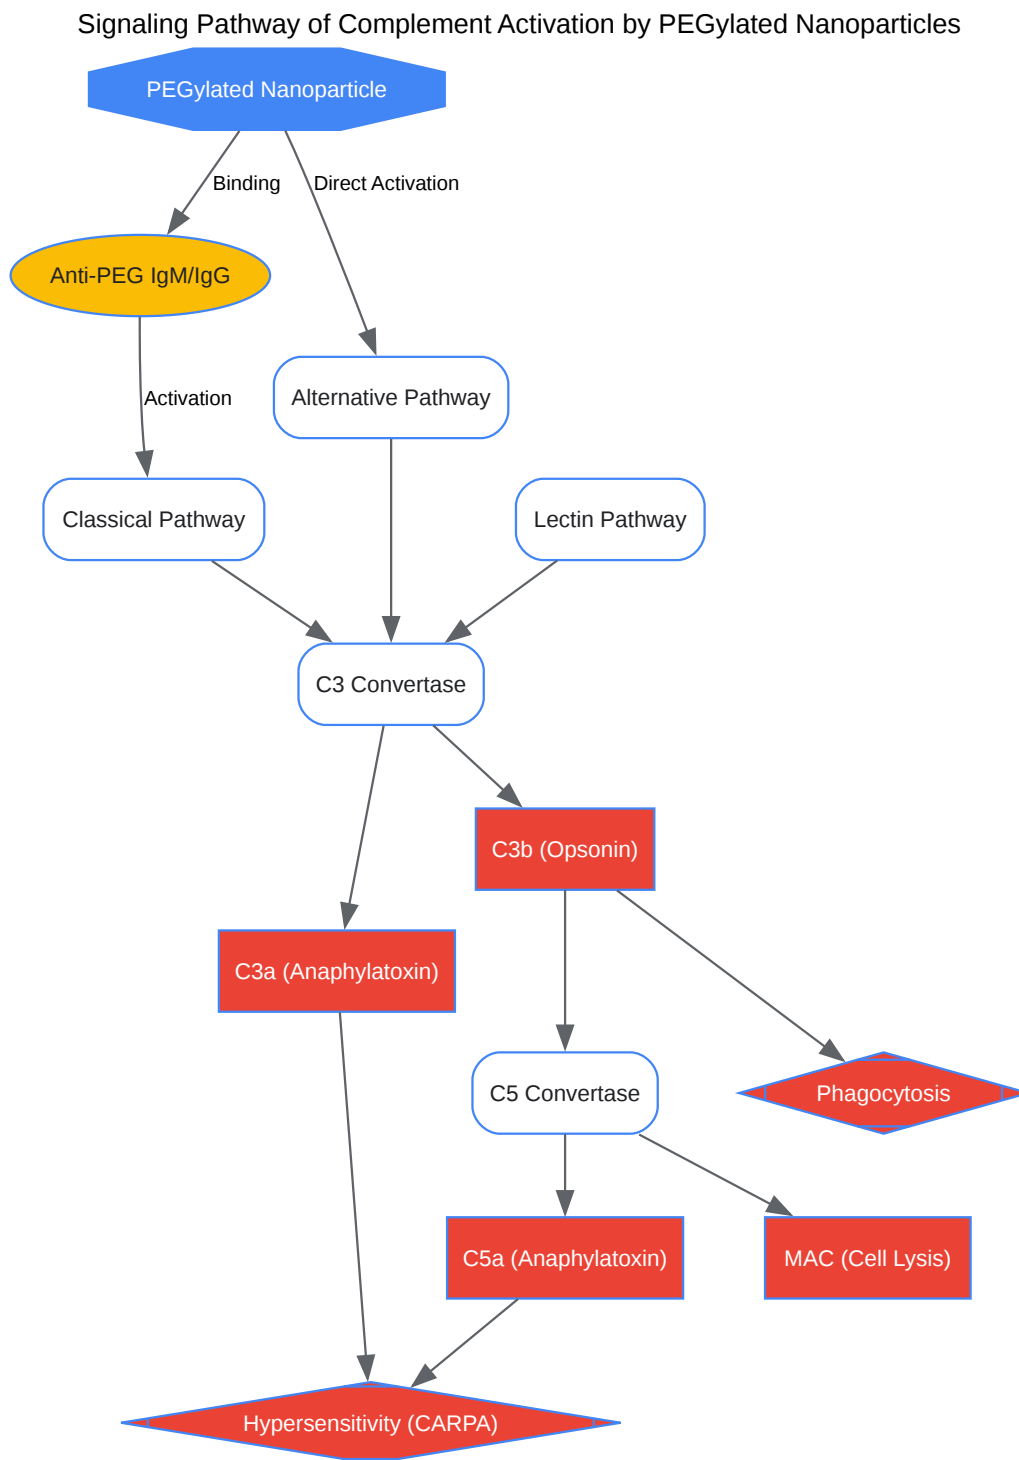 Signaling Pathway of Complement Activation by PEGylated Nanoparticles
PEGylated Nanoparticle
Binding
Direct Activation
Anti-PEG IgM/IgG
Activation
Alternative Pathway
Classical Pathway
Lectin Pathway
C3 Convertase
C3b (Opsonin)
C3a (Anaphylatoxin)
C5 Convertase
Phagocytosis
C5a (Anaphylatoxin)
MAC (Cell Lysis)
Hypersensitivity (CARPA)